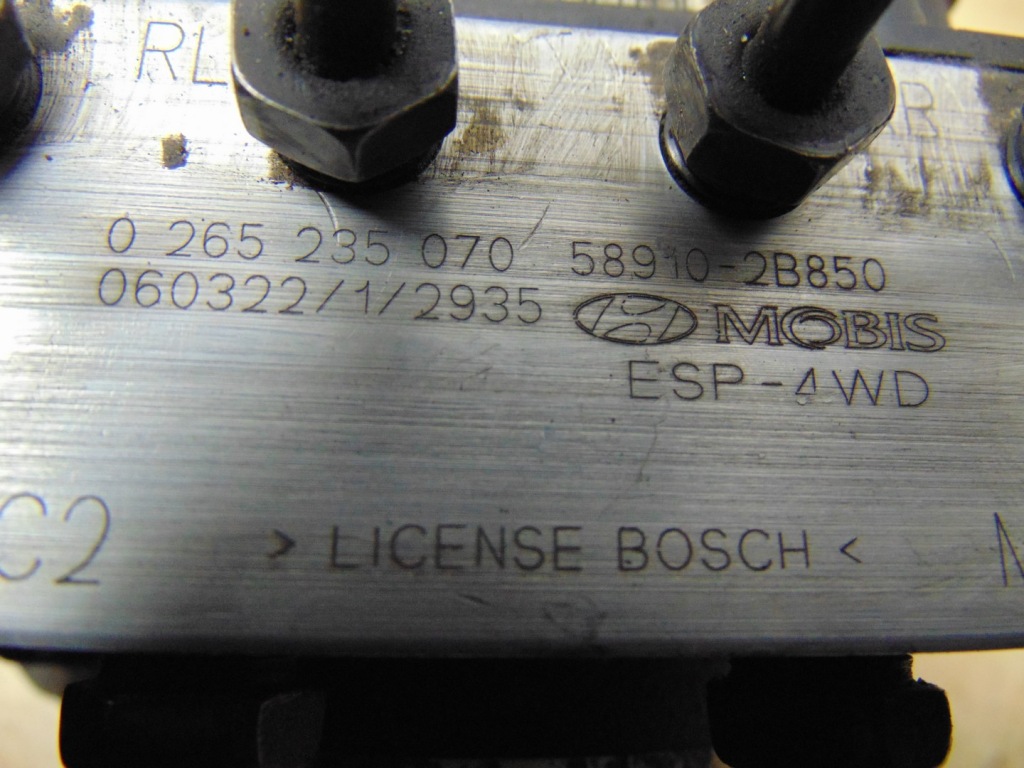 RL
R
0 265 235 070 58910-2B850
060322/1/2935 MOBIS
ESP-4WD
C2 > LICENSE BOSCH <